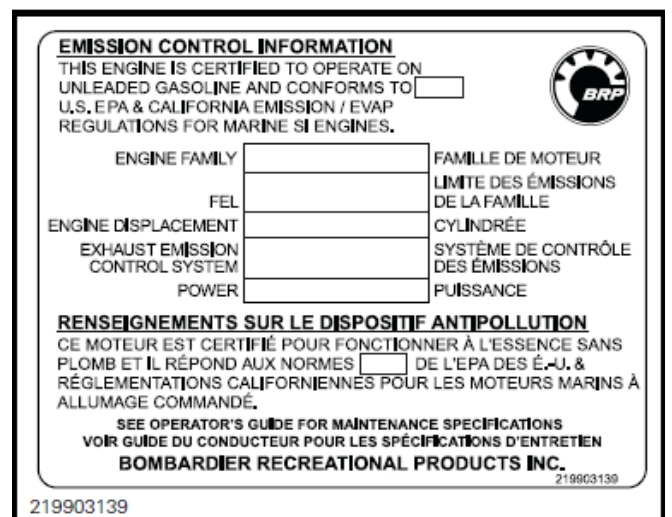 EMISSION CONTROL INFORMATION
THIS ENGINE IS CERTIFIED TO OPERATE ON
UNLEADED GASOLINE AND CONFORMS TO
U.S. EPA & CALIFORNIA EMISSION / EVAP
REGULATIONS FOR MARINE SI ENGINES.
BRP
ENGINE FAMILY FAMILLE DE MOTEUR
FEL LIMITE DES ÉMISSIONS
DE LA FAMILLE
ENGINE DISPLACEMENT CYLINDRÉE
EXHAUST EMISSION SYSTÈME DE CONTRÔLE
CONTROL SYSTEM DES ÉMISSIONS
POWER PUISSANCE
RENSEIGNEMENTS SUR LE DISPOSITIF ANTIPOLLUTION
CE MOTEUR EST CERTIFIÉ POUR FONCTIONNER À L'ESSENCE SANS
PLOMB ET IL RÉPOND AUX NORMES DE L'EPA DES É.-U. &
RÉGLEMENTATIONS CALIFORNIENNES POUR LES MOTEURS MARINS À
ALLUMAGE COMMANDÉ.
SEE OPERATOR'S GUIDE FOR MAINTENANCE SPECIFICATIONS
VOIR GUIDE DU CONDUCTEUR POUR LES SPÉCIFICATIONS D'ENTRETIEN
BOMBARDIER RECREATIONAL PRODUCTS INC.
219903139
219903139